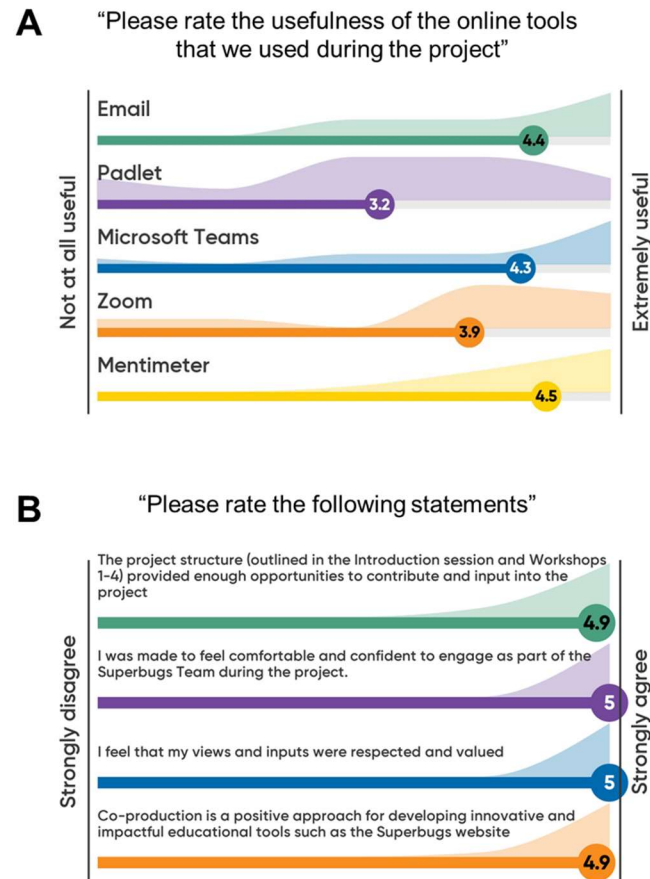 A
“Please rate the usefulness of the online tools
that we used during the project”
Not at all useful
Email
4.4
Padlet
3.2
Microsoft Teams
4.3
Zoom
3.9
Mentimeter
4.5
Extremely useful
B
“Please rate the following statements”
Strongly disagree
The project structure (outlined in the Introduction session and Workshops
1-4) provided enough opportunities to contribute and input into the
project
4.9
I was made to feel comfortable and confident to engage as part of the
Superbugs Team during the project.
5
I feel that my views and inputs were respected and valued
5
Co-production is a positive approach for developing innovative and
impactful educational tools such as the Superbugs website
4.9
Strongly agree